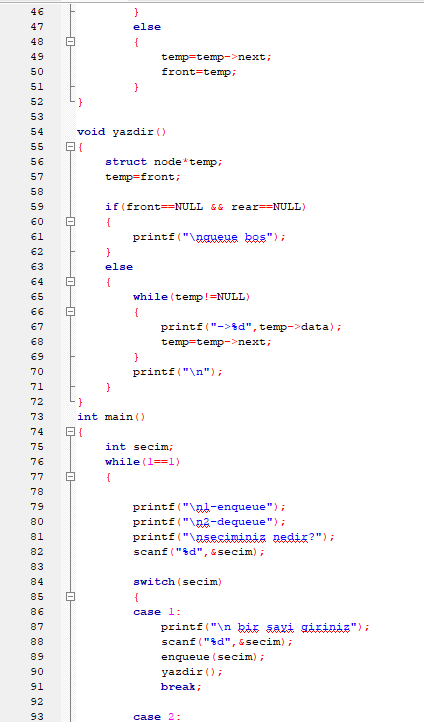 46 }
47 else
48 {
49 temp=temp->next;
50 front=temp;
51 }
52 }
53
54 void yazdir()
55 {
56 struct node*temp;
57 temp=front;
58
59 if(front==NULL && rear==NULL)
60 {
61 printf("\nqueue bos");
62 }
63 else
64 {
65 while(temp!=NULL)
66 {
67 printf("->%d",temp->data);
68 temp=temp->next;
69 }
70 printf("\n");
71 }
72 }
73 int main()
74 {
75 int secim;
76 while(1==1)
77 {
78
79 printf("\n1-enqueue");
80 printf("\n2-dequeue");
81 printf("\nseciminiz nedir?");
82 scanf("%d",&secim);
83
84 switch(secim)
85 {
86 case 1:
87 printf("\n bir sayi giriniz");
88 scanf("%d",&secim);
89 enqueue(secim);
90 yazdir();
91 break;
92
93 case 2: